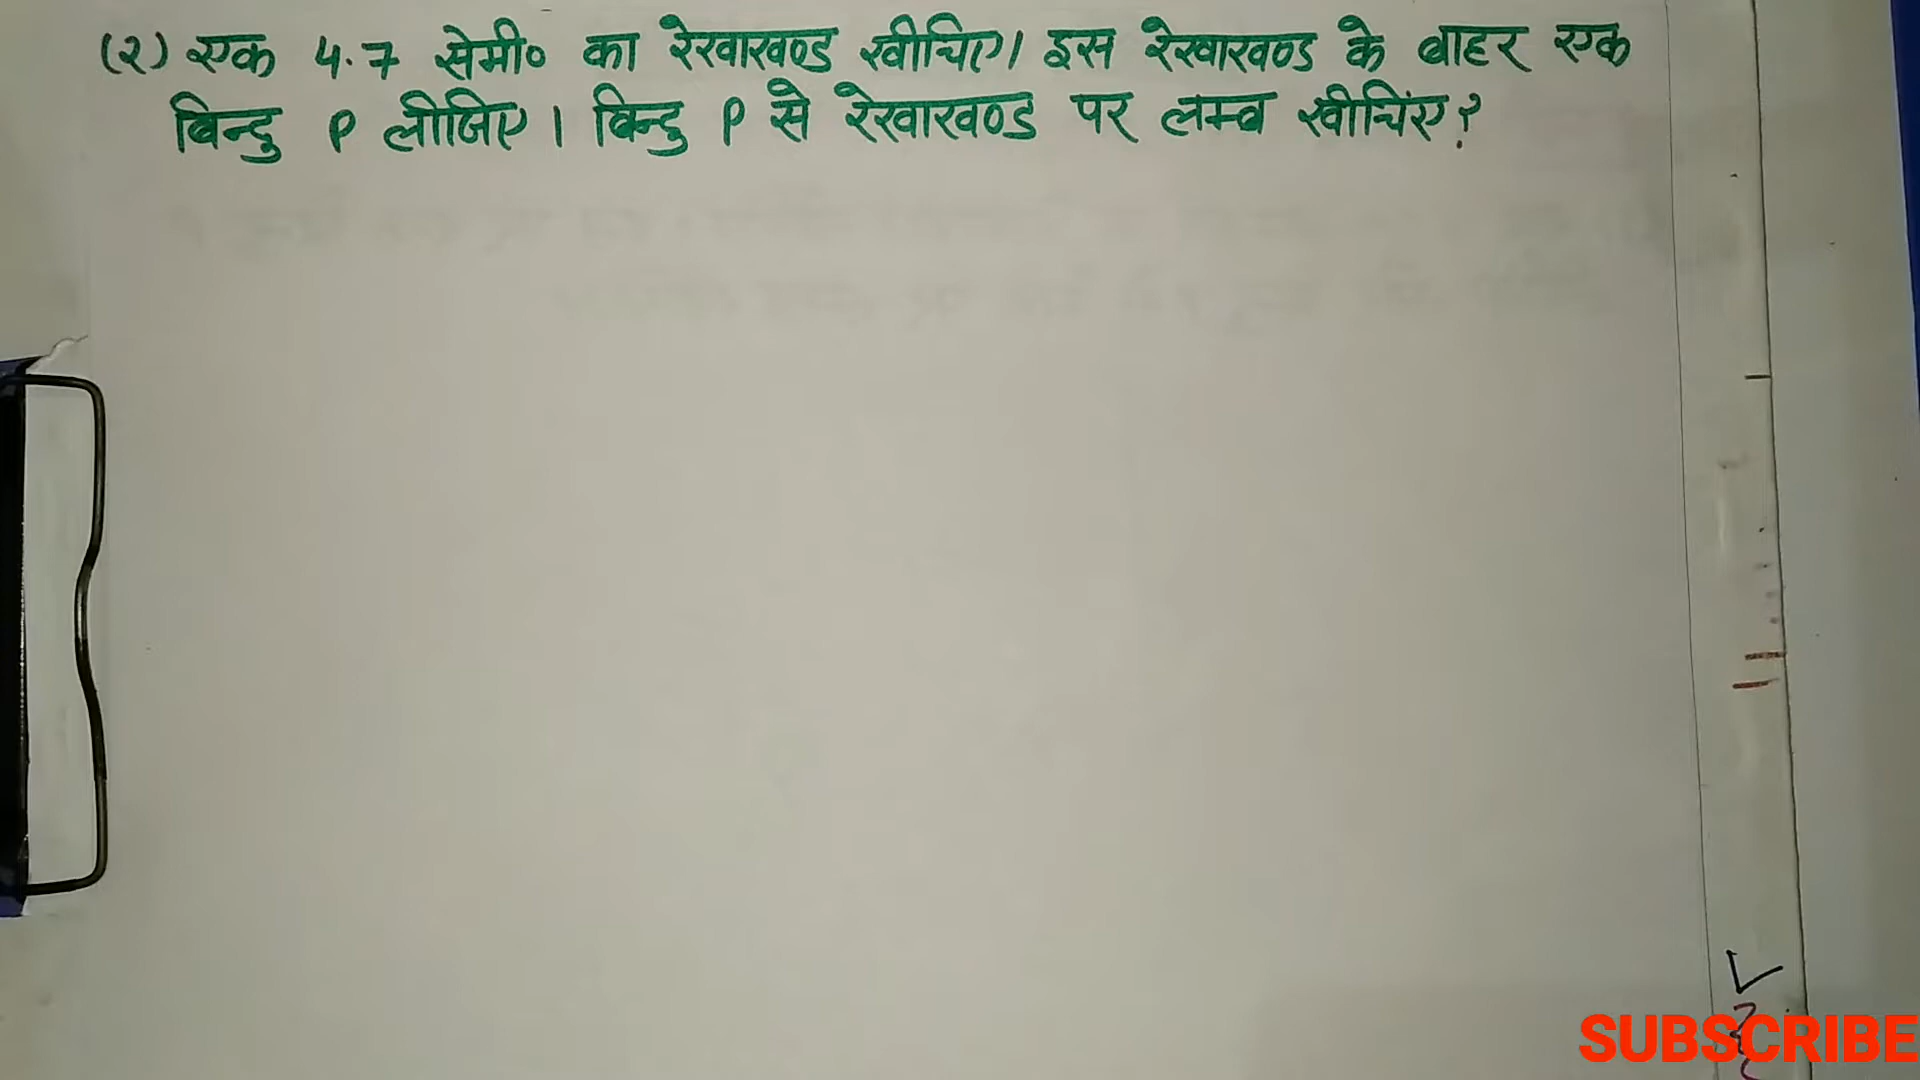 (२) एक 4.7 सेमी० का रेखाखण्ड खीचिए। इस रेखाखण्ड के बाहर एक
बिन्दु P लीजिए। बिन्दु P से रेखाखण्ड पर लम्ब खीचिंए?
SUBSCRIBE